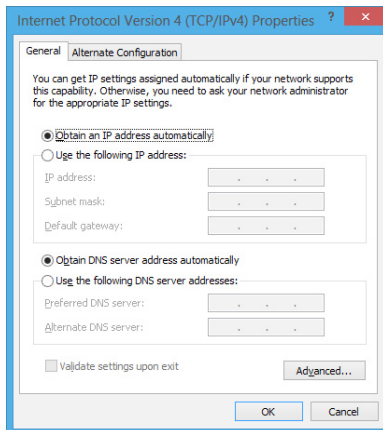 Internet Protocol Version 4 (TCP/IPv4) Properties ? ×
General Alternate Configuration
You can get IP settings assigned automatically if your network supports
this capability. Otherwise, you need to ask your network administrator
for the appropriate IP settings.
Obtain an IP address automatically
Use the following IP address:
IP address: . . .
Subnet mask: . . .
Default gateway: . . .
Obtain DNS server address automatically
Use the following DNS server addresses:
Preferred DNS server: . . .
Alternate DNS server: . . .
Validate settings upon exit
Advanced...
OK Cancel